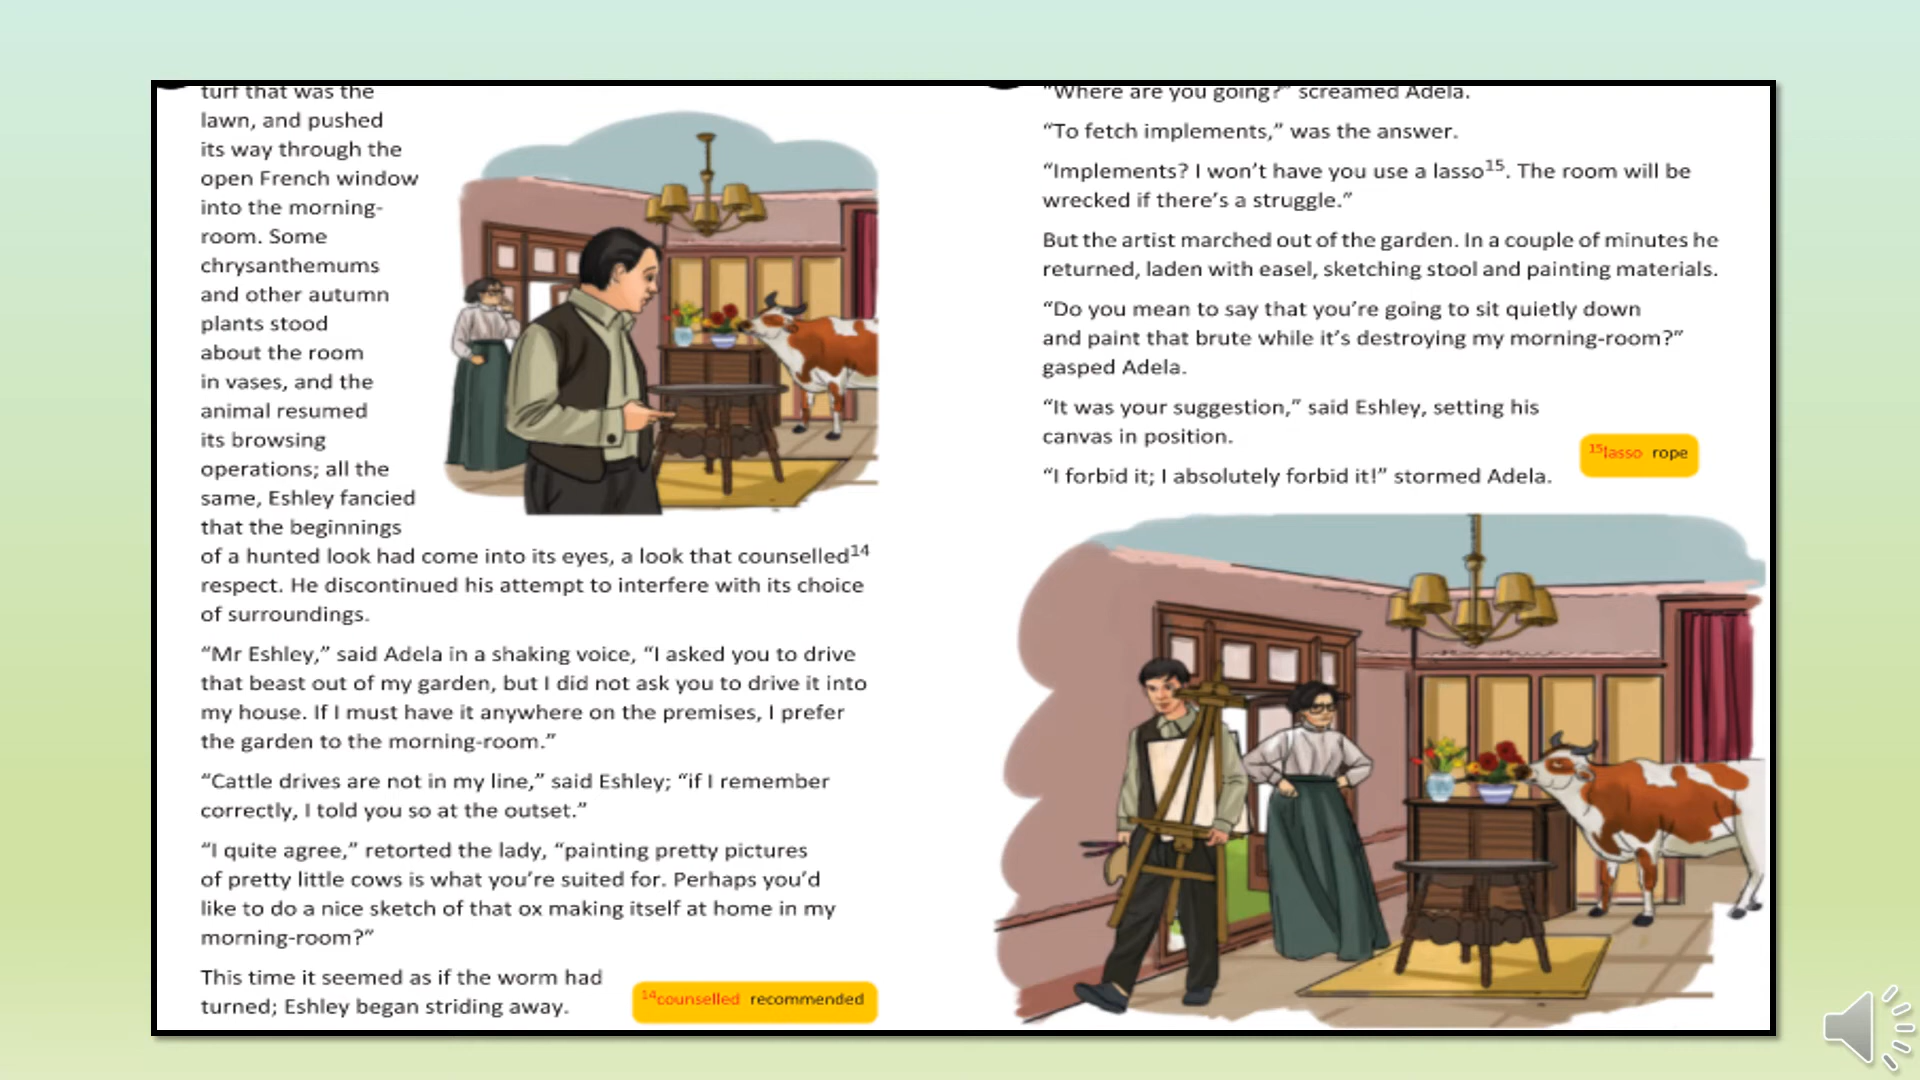 turf that was the
lawn, and pushed
its way through the
open French window
into the morning-
room. Some
chrysanthemums
and other autumn
plants stood
about the room
in vases, and the
animal resumed
its browsing
operations; all the
same, Eshley fancied
that the beginnings
of a hunted look had come into its eyes, a look that counselled14
respect. He discontinued his attempt to interfere with its choice
of surroundings.
“Mr Eshley,” said Adela in a shaking voice, “I asked you to drive
that beast out of my garden, but I did not ask you to drive it into
my house. If I must have it anywhere on the premises, I prefer
the garden to the morning-room.”
“Cattle drives are not in my line,” said Eshley; “if I remember
correctly, I told you so at the outset.”
“I quite agree,” retorted the lady, “painting pretty pictures
of pretty little cows is what you’re suited for. Perhaps you’d
like to do a nice sketch of that ox making itself at home in my
morning-room?”
This time it seemed as if the worm had
turned; Eshley began striding away.
14counselled recommended
“Where are you going?” screamed Adela.
“To fetch implements,” was the answer.
“Implements? I won’t have you use a lasso15. The room will be
wrecked if there’s a struggle.”
But the artist marched out of the garden. In a couple of minutes he
returned, laden with easel, sketching stool and painting materials.
“Do you mean to say that you’re going to sit quietly down
and paint that brute while it’s destroying my morning-room?”
gasped Adela.
“It was your suggestion,” said Eshley, setting his
canvas in position.
“I forbid it; I absolutely forbid it!” stormed Adela.
15lasso rope